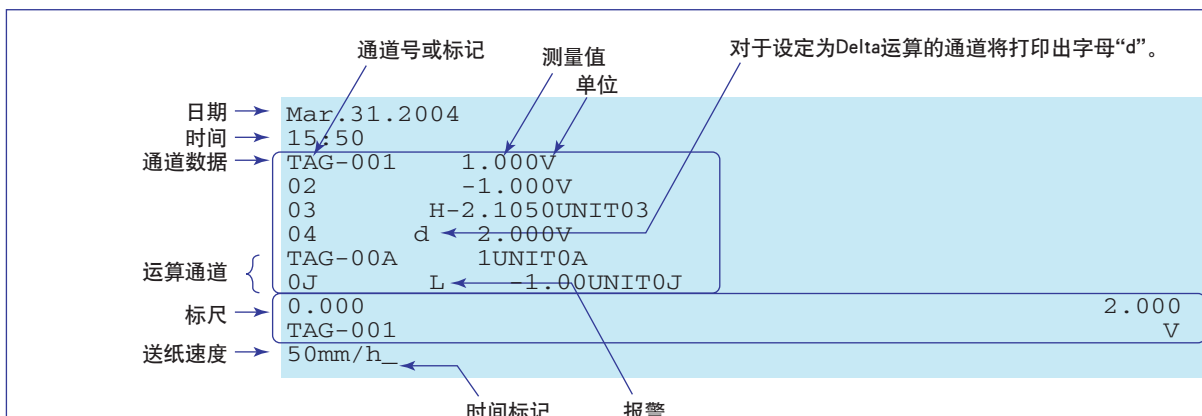 通道号或标记
测量值
单位
对于设定为Delta运算的通道将打印出字母“d”。
日期 Mar.31.2004
时间 15:50
通道数据 TAG-001 1.000V
02 -1.000V
03 H-2.1050UNIT03
04 d 2.000V
运算通道 TAG-00A 1UNIT0A
0J L -1.00UNIT0J
标尺 0.000 2.000
TAG-001 V
送纸速度 50mm/h_
时间标记 报警